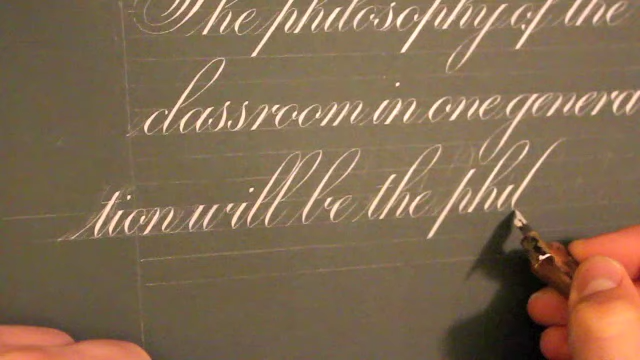 The philosophy of the
classroom in one genera
tion will be the phil